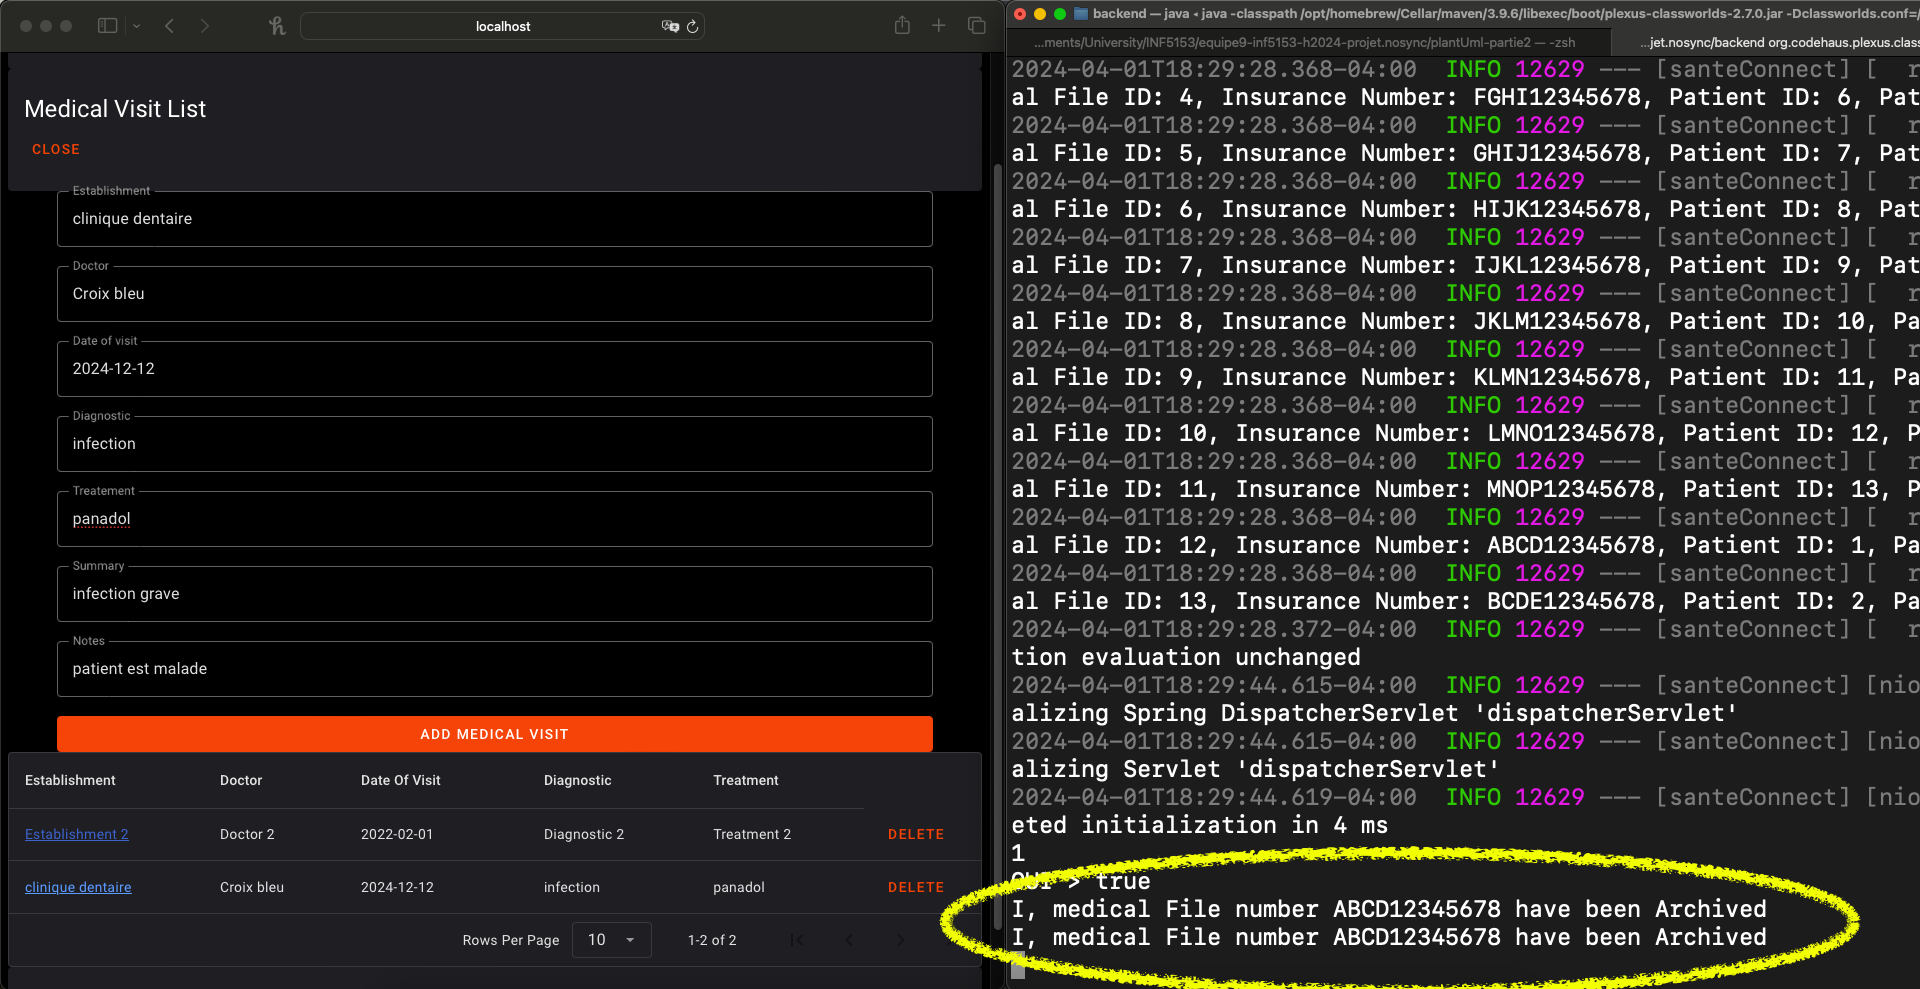 localhost
Medical Visit List
CLOSE
Establishment
clinique dentaire
Doctor
Croix bleu
Date of visit
2024-12-12
Diagnostic
infection
Treatement
panadol
Summary
infection grave
Notes
patient est malade
ADD MEDICAL VISIT
Establishment Doctor Date Of Visit Diagnostic Treatment
Establishment 2 Doctor 2 2022-02-01 Diagnostic 2 Treatment 2 DELETE
clinique dentaire Croix bleu 2024-12-12 infection panadol DELETE
Rows Per Page 10 1-2 of 2
backend — java ◂ java -classpath /opt/homebrew/Cellar/maven/3.9.6/libexec/boot/plexus-classworlds-2.7.0.jar -Dclassworlds.conf=/
...ments/University/INF5153/equipe9-inf5153-h2024-projet.nosync/plantUml-partie2 — -zsh
...jet.nosync/backend org.codehaus.plexus.class
2024-04-01T18:29:28.368-04:00 INFO 12629 --- [santeConnect] [ r
al File ID: 4, Insurance Number: FGHI12345678, Patient ID: 6, Pat
2024-04-01T18:29:28.368-04:00 INFO 12629 --- [santeConnect] [ r
al File ID: 5, Insurance Number: GHIJ12345678, Patient ID: 7, Pat
2024-04-01T18:29:28.368-04:00 INFO 12629 --- [santeConnect] [ r
al File ID: 6, Insurance Number: HIJK12345678, Patient ID: 8, Pat
2024-04-01T18:29:28.368-04:00 INFO 12629 --- [santeConnect] [ r
al File ID: 7, Insurance Number: IJKL12345678, Patient ID: 9, Pat
2024-04-01T18:29:28.368-04:00 INFO 12629 --- [santeConnect] [ r
al File ID: 8, Insurance Number: JKLM12345678, Patient ID: 10, Pa
2024-04-01T18:29:28.368-04:00 INFO 12629 --- [santeConnect] [ r
al File ID: 9, Insurance Number: KLMN12345678, Patient ID: 11, Pa
2024-04-01T18:29:28.368-04:00 INFO 12629 --- [santeConnect] [ r
al File ID: 10, Insurance Number: LMNO12345678, Patient ID: 12, P
2024-04-01T18:29:28.368-04:00 INFO 12629 --- [santeConnect] [ r
al File ID: 11, Insurance Number: MNOP12345678, Patient ID: 13, P
2024-04-01T18:29:28.368-04:00 INFO 12629 --- [santeConnect] [ r
al File ID: 12, Insurance Number: ABCD12345678, Patient ID: 1, Pa
2024-04-01T18:29:28.368-04:00 INFO 12629 --- [santeConnect] [ r
al File ID: 13, Insurance Number: BCDE12345678, Patient ID: 2, Pa
2024-04-01T18:29:28.372-04:00 INFO 12629 --- [santeConnect] [ r
tion evaluation unchanged
2024-04-01T18:29:44.615-04:00 INFO 12629 --- [santeConnect] [nio
alizing Spring DispatcherServlet 'dispatcherServlet'
2024-04-01T18:29:44.615-04:00 INFO 12629 --- [santeConnect] [nio
alizing Servlet 'dispatcherServlet'
2024-04-01T18:29:44.619-04:00 INFO 12629 --- [santeConnect] [nio
eted initialization in 4 ms
1
> true
I, medical File number ABCD12345678 have been Archived
I, medical File number ABCD12345678 have been Archived